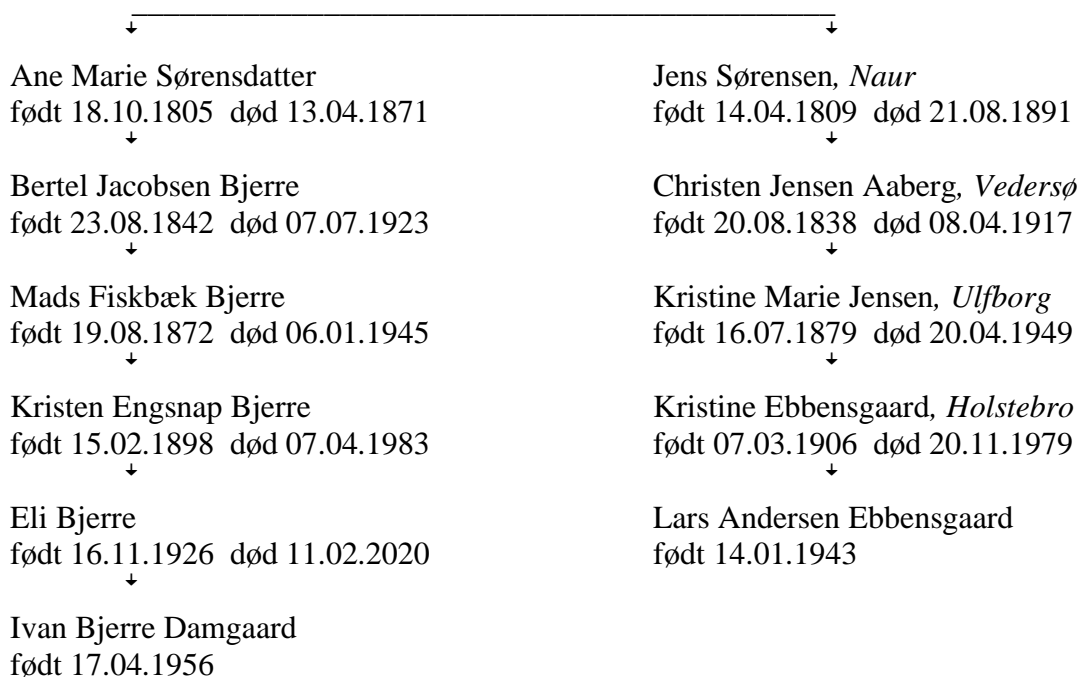 Ane Marie Sørensdatter
født 18.10.1805 død 13.04.1871
Bertel Jacobsen Bjerre
født 23.08.1842 død 07.07.1923
Mads Fiskbæk Bjerre
født 19.08.1872 død 06.01.1945
Kristen Engsnap Bjerre
født 15.02.1898 død 07.04.1983
Eli Bjerre
født 16.11.1926 død 11.02.2020
Ivan Bjerre Damgaard
født 17.04.1956
Jens Sørensen, Naur
født 14.04.1809 død 21.08.1891
Christen Jensen Aaberg, Vedersø
født 20.08.1838 død 08.04.1917
Kristine Marie Jensen, Ulfborg
født 16.07.1879 død 20.04.1949
Kristine Ebbensgaard, Holstebro
født 07.03.1906 død 20.11.1979
Lars Andersen Ebbensgaard
født 14.01.1943